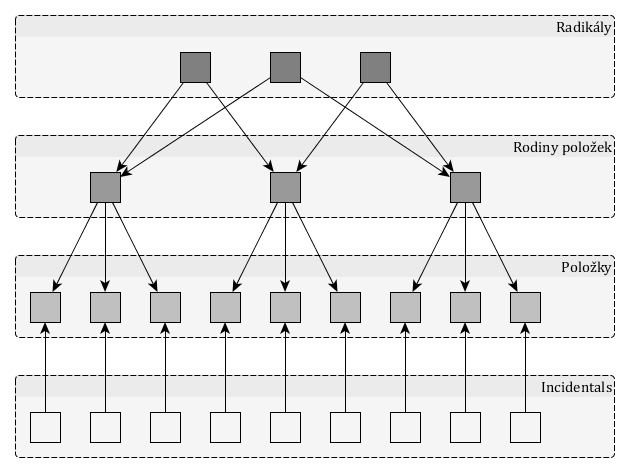 Radikály
Rodiny položek
Položky
Incidentals